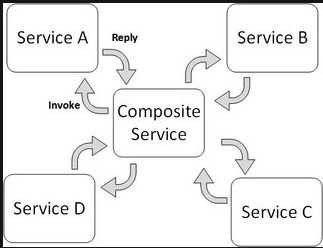 Service A
Reply
Service B
Invoke
Composite
Service
Service D
Service C